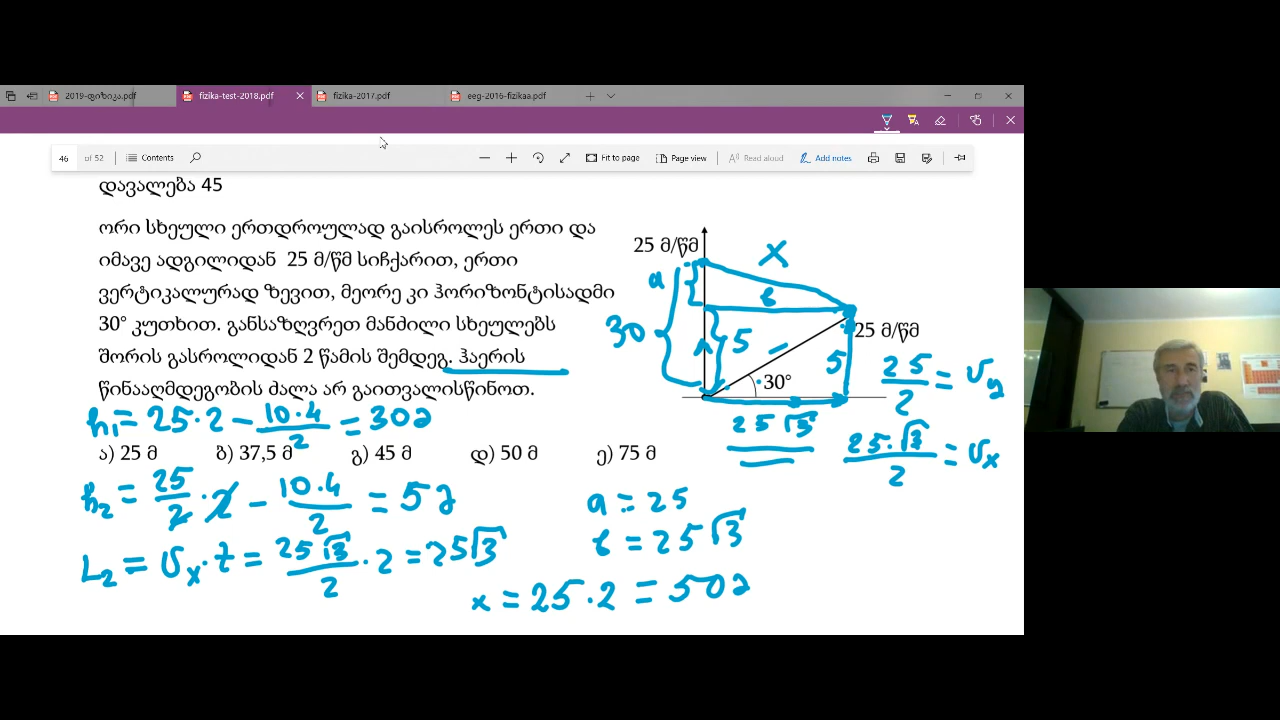 2019-ფიზიკა.pdf fizika-test-2018.pdf fizika-2017.pdf eeg-2016-fizikaa.pdf
46 of 52 Contents Fit to page Page view Read aloud Add notes
დავალება 45
ორი სხეული ერთდროულად გაისროლეს ერთი და
იმავე ადგილიდან 25 მ/წმ სიჩქარით, ერთი
ვერტიკალურად ზევით, მეორე კი ჰორიზონტისადმი
30° კუთხით. განსაზღვრეთ მანძილი სხეულებს
შორის გასროლიდან 2 წამის შემდეგ. ჰაერის
წინააღმდეგობის ძალა არ გაითვალისწინოთ.
25 მ/წმ
x
a
в
30
5
25 მ/წმ
5
30°
25√3
25/2 = v_y
25·√3/2 = v_x
h₁ = 25·2 − 10·4/2 = 30მ
ა) 25 მ ბ) 37,5 მ გ) 45 მ დ) 50 მ ე) 75 მ
h₂ = 25/2·2 − 10·4/2 = 5მ
L₂ = v_x·t = 25√3/2·2 = 25√3
a = 25
в = 25√3
x = 25·2 = 50მ